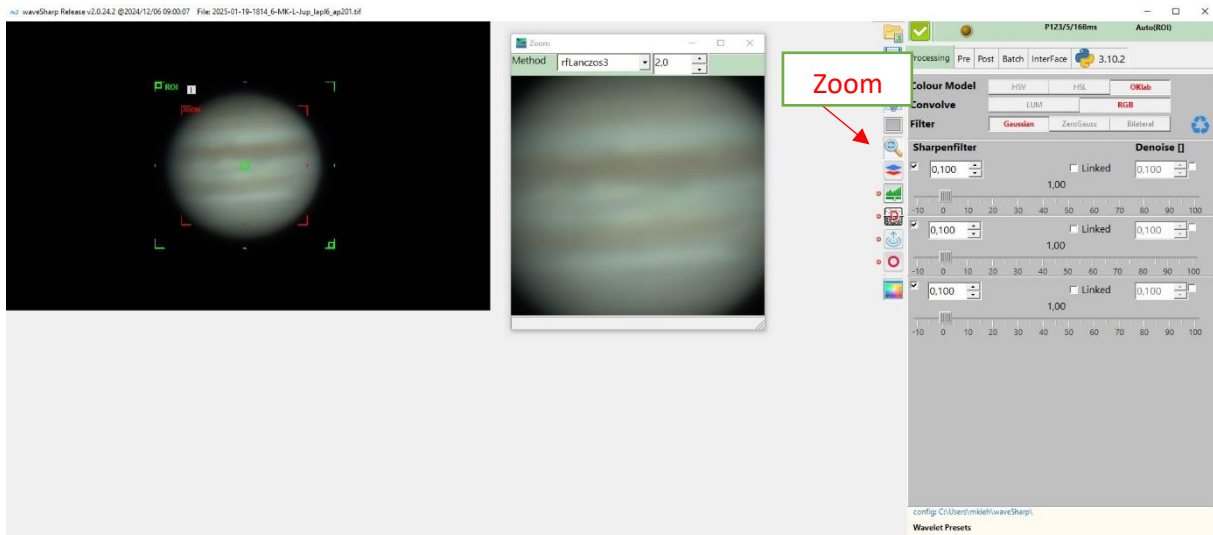 waveSharp Release v2.0.24.2 @2024/12/06 09:00:07 File: 2025-01-19-1814_6-MK-L-Jup_lapl6_ap201.tif
P123/5/168ms Auto(ROI)
Processing Pre Post Batch InterFace 3.10.2
Zoom
Method rfLanczos3 2,0
Zoom
ROI
ZOOM
Colour Model HSV HSL OKlab
Convolve LUM RGB
Filter Gaussian ZeroGauss Bilateral
Sharpenfilter Denoise []
0,100 Linked 0,100
1,00
-10 0 10 20 30 40 50 60 70 80 90 100
0,100 Linked 0,100
1,00
-10 0 10 20 30 40 50 60 70 80 90 100
0,100 Linked 0,100
1,00
-10 0 10 20 30 40 50 60 70 80 90 100
config: C:\Users\mkieh\waveSharp\
Wavelet Presets